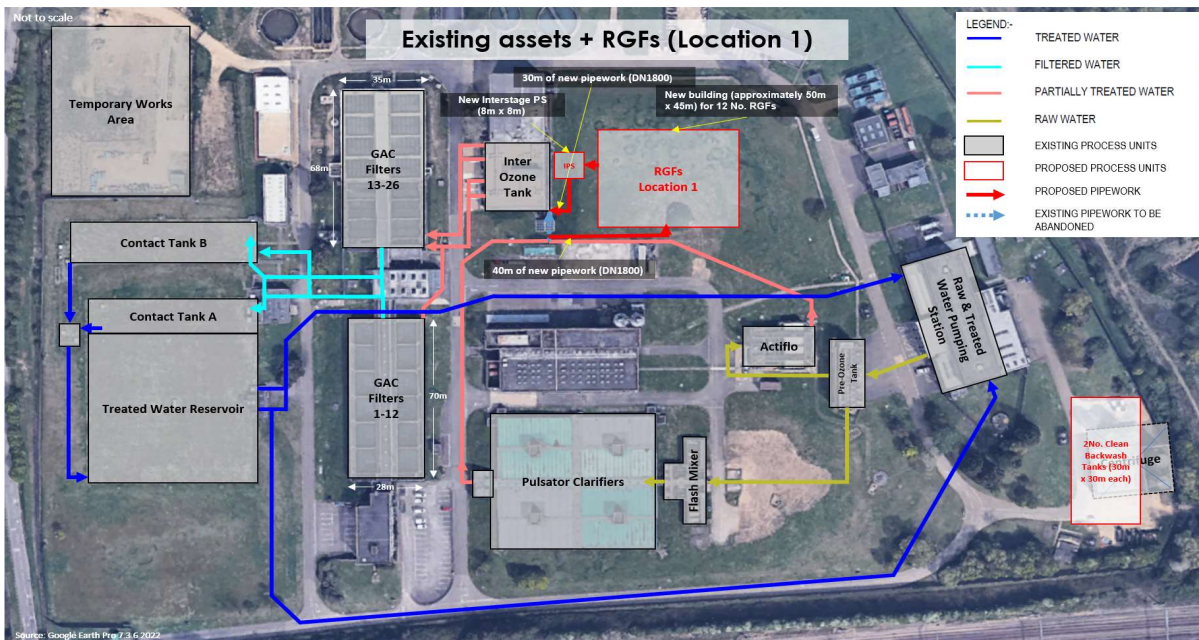 Not to scale
Existing assets + RGFs (Location 1)
LEGEND:-
TREATED WATER
FILTERED WATER
PARTIALLY TREATED WATER
RAW WATER
EXISTING PROCESS UNITS
PROPOSED PROCESS UNITS
PROPOSED PIPEWORK
EXISTING PIPEWORK TO BE
ABANDONED
Temporary Works
Area
35m
68m
GAC
Filters
13-26
30m of new pipework (DN1800)
New Interstage PS
(8m x 8m)
New building (approximately 50m
x 45m) for 12 No. RGFs
Inter
Ozone
Tank
IPS
RGFs
Location 1
40m of new pipework (DN1800)
Contact Tank B
Contact Tank A
Treated Water Reservoir
GAC
Filters
1-12
70m
28m
Actiflo
Pre-Ozone
Tank
Raw & Treated
Water Pumping
Station
Pulsator Clarifiers
Flash Mixer
2No. Clean
Backwash
Tanks (30m
x 30m each)
Centrifuge
Source: Google Earth Pro 7.3.6 2022